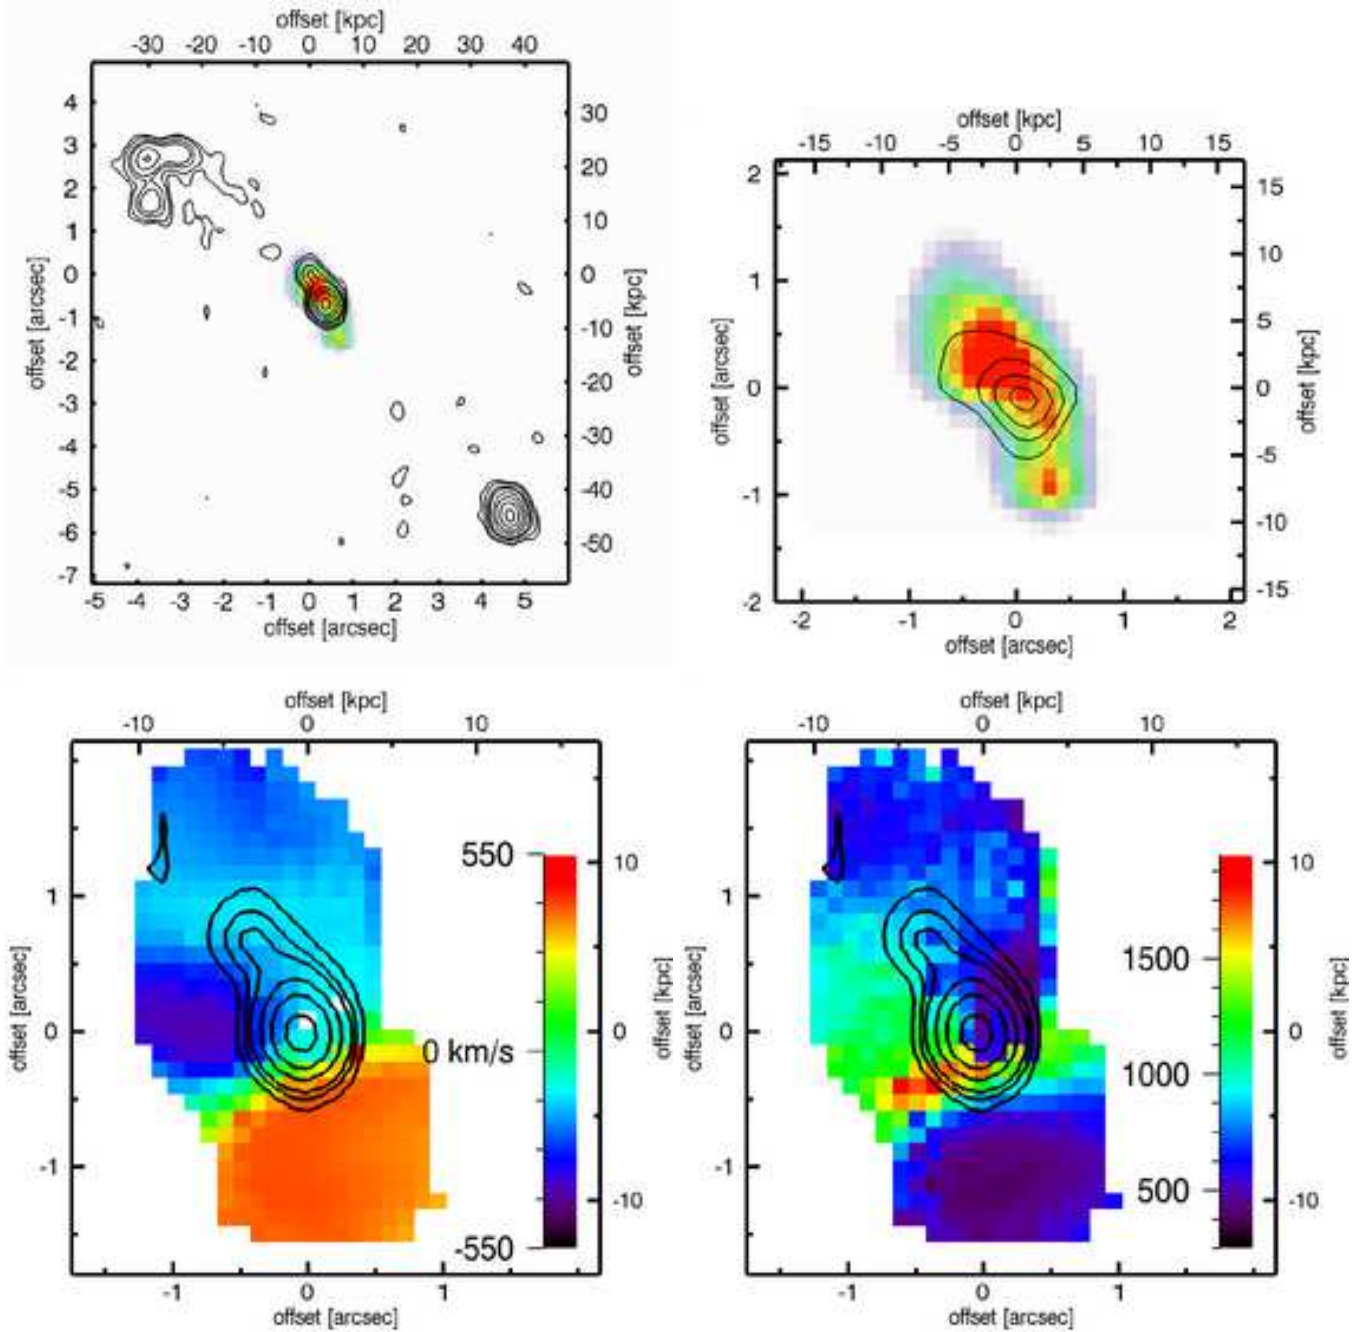 offset [kpc]
-30 -20 -10 0 10 20 30 40
4
3
2
1
0
-1
-2
-3
-4
-5
-6
-7
offset [arcsec]
30
20
10
0
-10
-20
-30
-40
-50
offset [kpc]
-5 -4 -3 -2 -1 0 1 2 3 4 5
offset [arcsec]
offset [kpc]
-15 -10 -5 0 5 10 15
2
1
0
-1
-2
offset [arcsec]
15
10
5
0
-5
-10
-15
offset [kpc]
-2 -1 0 1 2
offset [arcsec]
offset [kpc]
-10 0 10
1
0
-1
offset [arcsec]
550
0 km/s
-550
10
0
-10
offset [kpc]
-1 0 1
offset [arcsec]
offset [kpc]
-10 0 10
1
0
-1
offset [arcsec]
1500
1000
500
10
0
-10
offset [kpc]
-1 0 1
offset [arcsec]